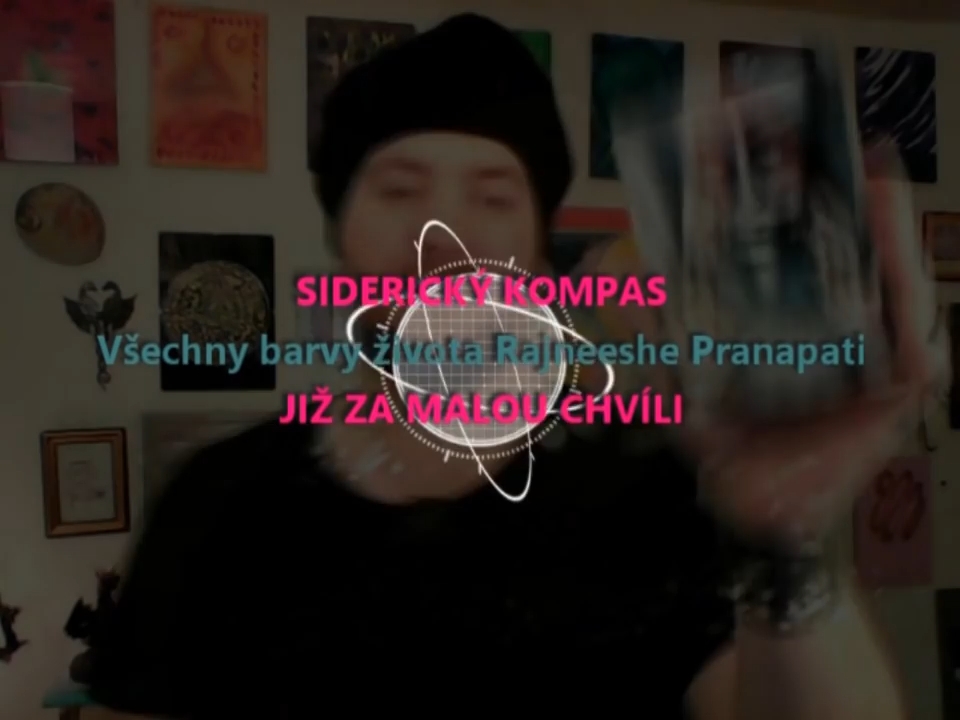 SIDERICKÝ KOMPAS
Všechny barvy života Rajneeshe Pranapati
JIŽ ZA MALOU CHVÍLI